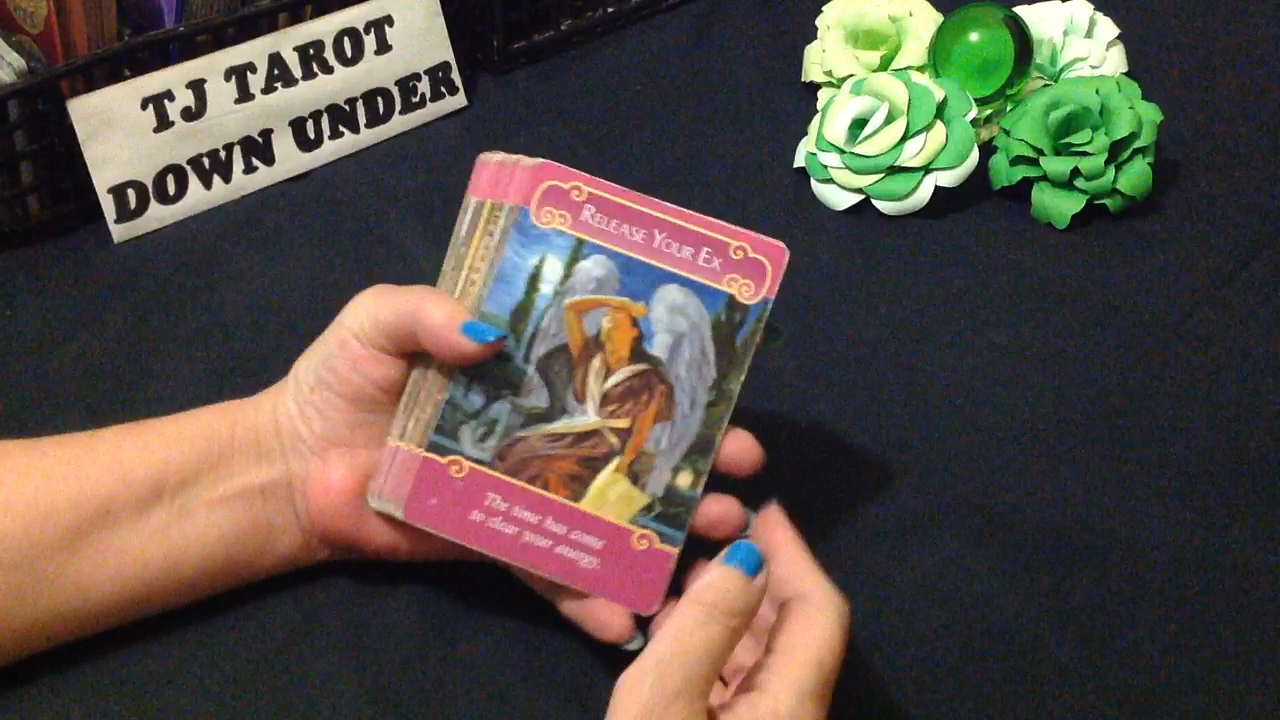 TJ TAROT
DOWN UNDER
RELEASE YOUR EX
The time has come
to clear your energy.